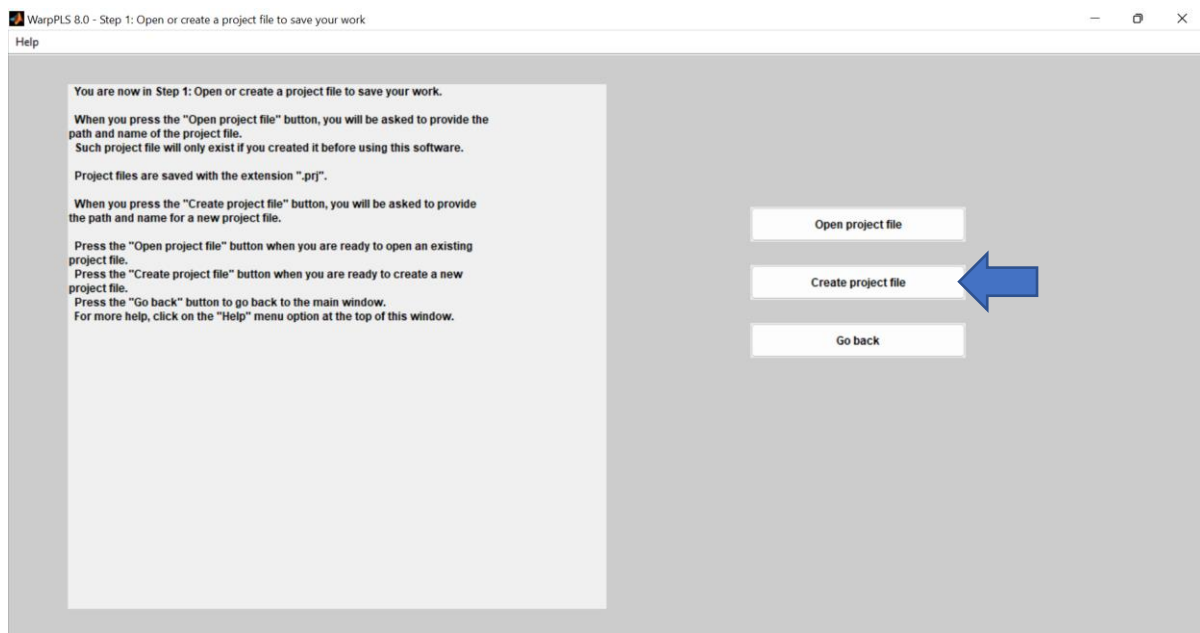 WarpPLS 8.0 - Step 1: Open or create a project file to save your work
Help
You are now in Step 1: Open or create a project file to save your work.
When you press the "Open project file" button, you will be asked to provide the
path and name of the project file.
Such project file will only exist if you created it before using this software.
Project files are saved with the extension ".prj".
When you press the "Create project file" button, you will be asked to provide
the path and name for a new project file.
Press the "Open project file" button when you are ready to open an existing
project file.
Press the "Create project file" button when you are ready to create a new
project file.
Press the "Go back" button to go back to the main window.
For more help, click on the "Help" menu option at the top of this window.
Open project file
Create project file
Go back